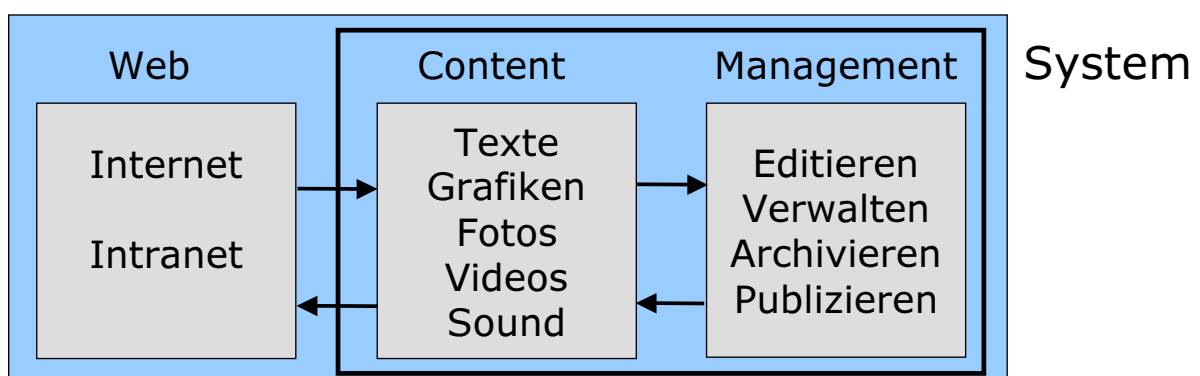 Web
Content
Management
System
Internet
Intranet
Texte
Grafiken
Fotos
Videos
Sound
Editieren
Verwalten
Archivieren
Publizieren